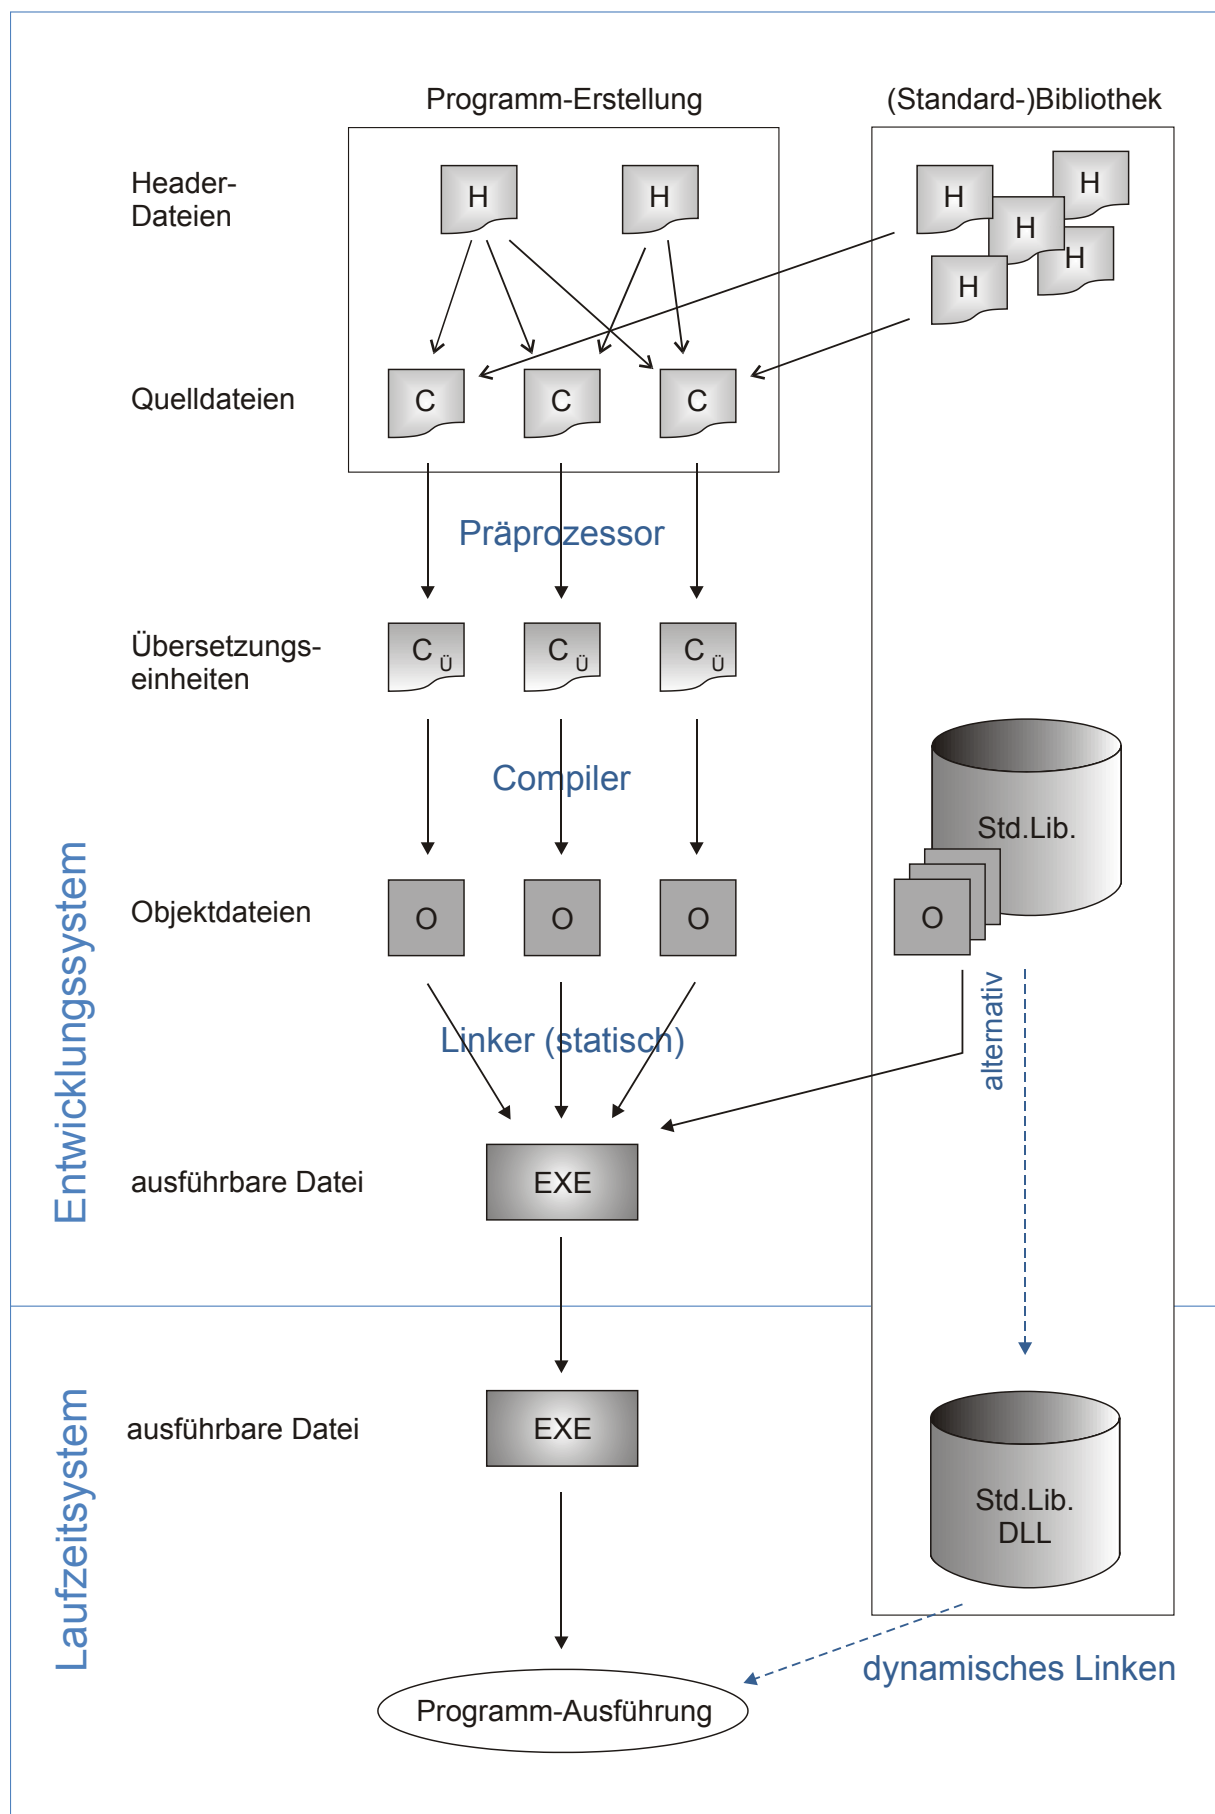 Programm-Erstellung
(Standard-)Bibliothek
Header-
Dateien
H
H
H
H
H
H
H
Quelldateien
C
C
C
Präprozessor
Übersetzungs-
einheiten
C Ü
C Ü
C Ü
Compiler
Std.Lib.
Objektdateien
O
O
O
O
Linker (statisch)
alternativ
Entwicklungssystem
ausführbare Datei
EXE
Laufzeitsystem
ausführbare Datei
EXE
Std.Lib.
DLL
dynamisches Linken
Programm-Ausführung